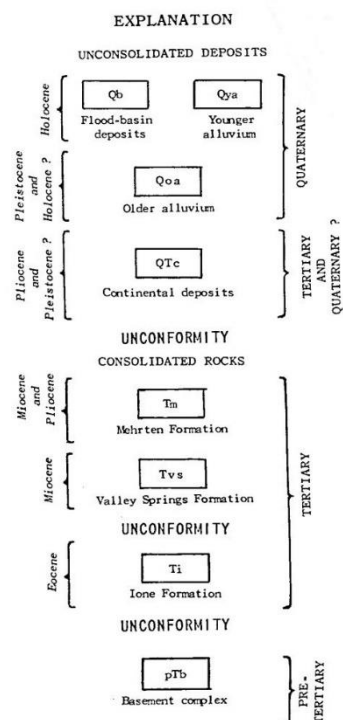 EXPLANATION
UNCONSOLIDATED DEPOSITS
Holocene
Qb
Flood-basin
deposits
Qya
Younger
alluvium
QUATERNARY
Pleistocene
and
Holocene ?
Qoa
Older alluvium
Pliocene
and
Pleistocene ?
QTc
Continental deposits
TERTIARY
AND
QUATERNARY ?
UNCONFORMITY
CONSOLIDATED ROCKS
Miocene
and
Pliocene
Tm
Mehrten Formation
Miocene
Tvs
Valley Springs Formation
TERTIARY
UNCONFORMITY
Eocene
Ti
Ione Formation
UNCONFORMITY
pTb
Basement complex
PRE-
TERTIARY